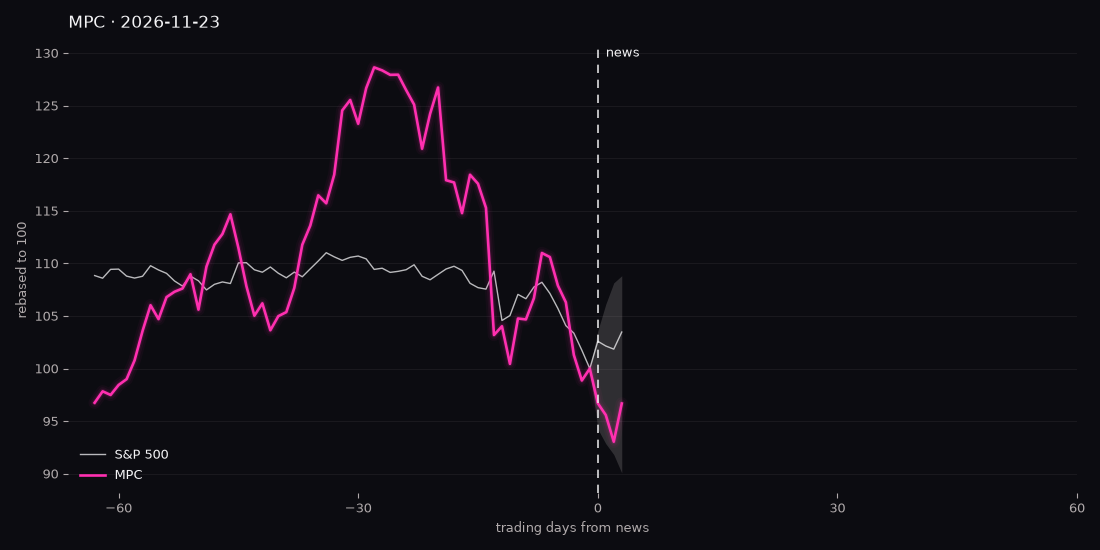 MPC · 2026-11-23
130
125
120
115
110
105
100
95
90
rebased to 100
news
S&P 500
MPC
−60
−30
0
30
60
trading days from news